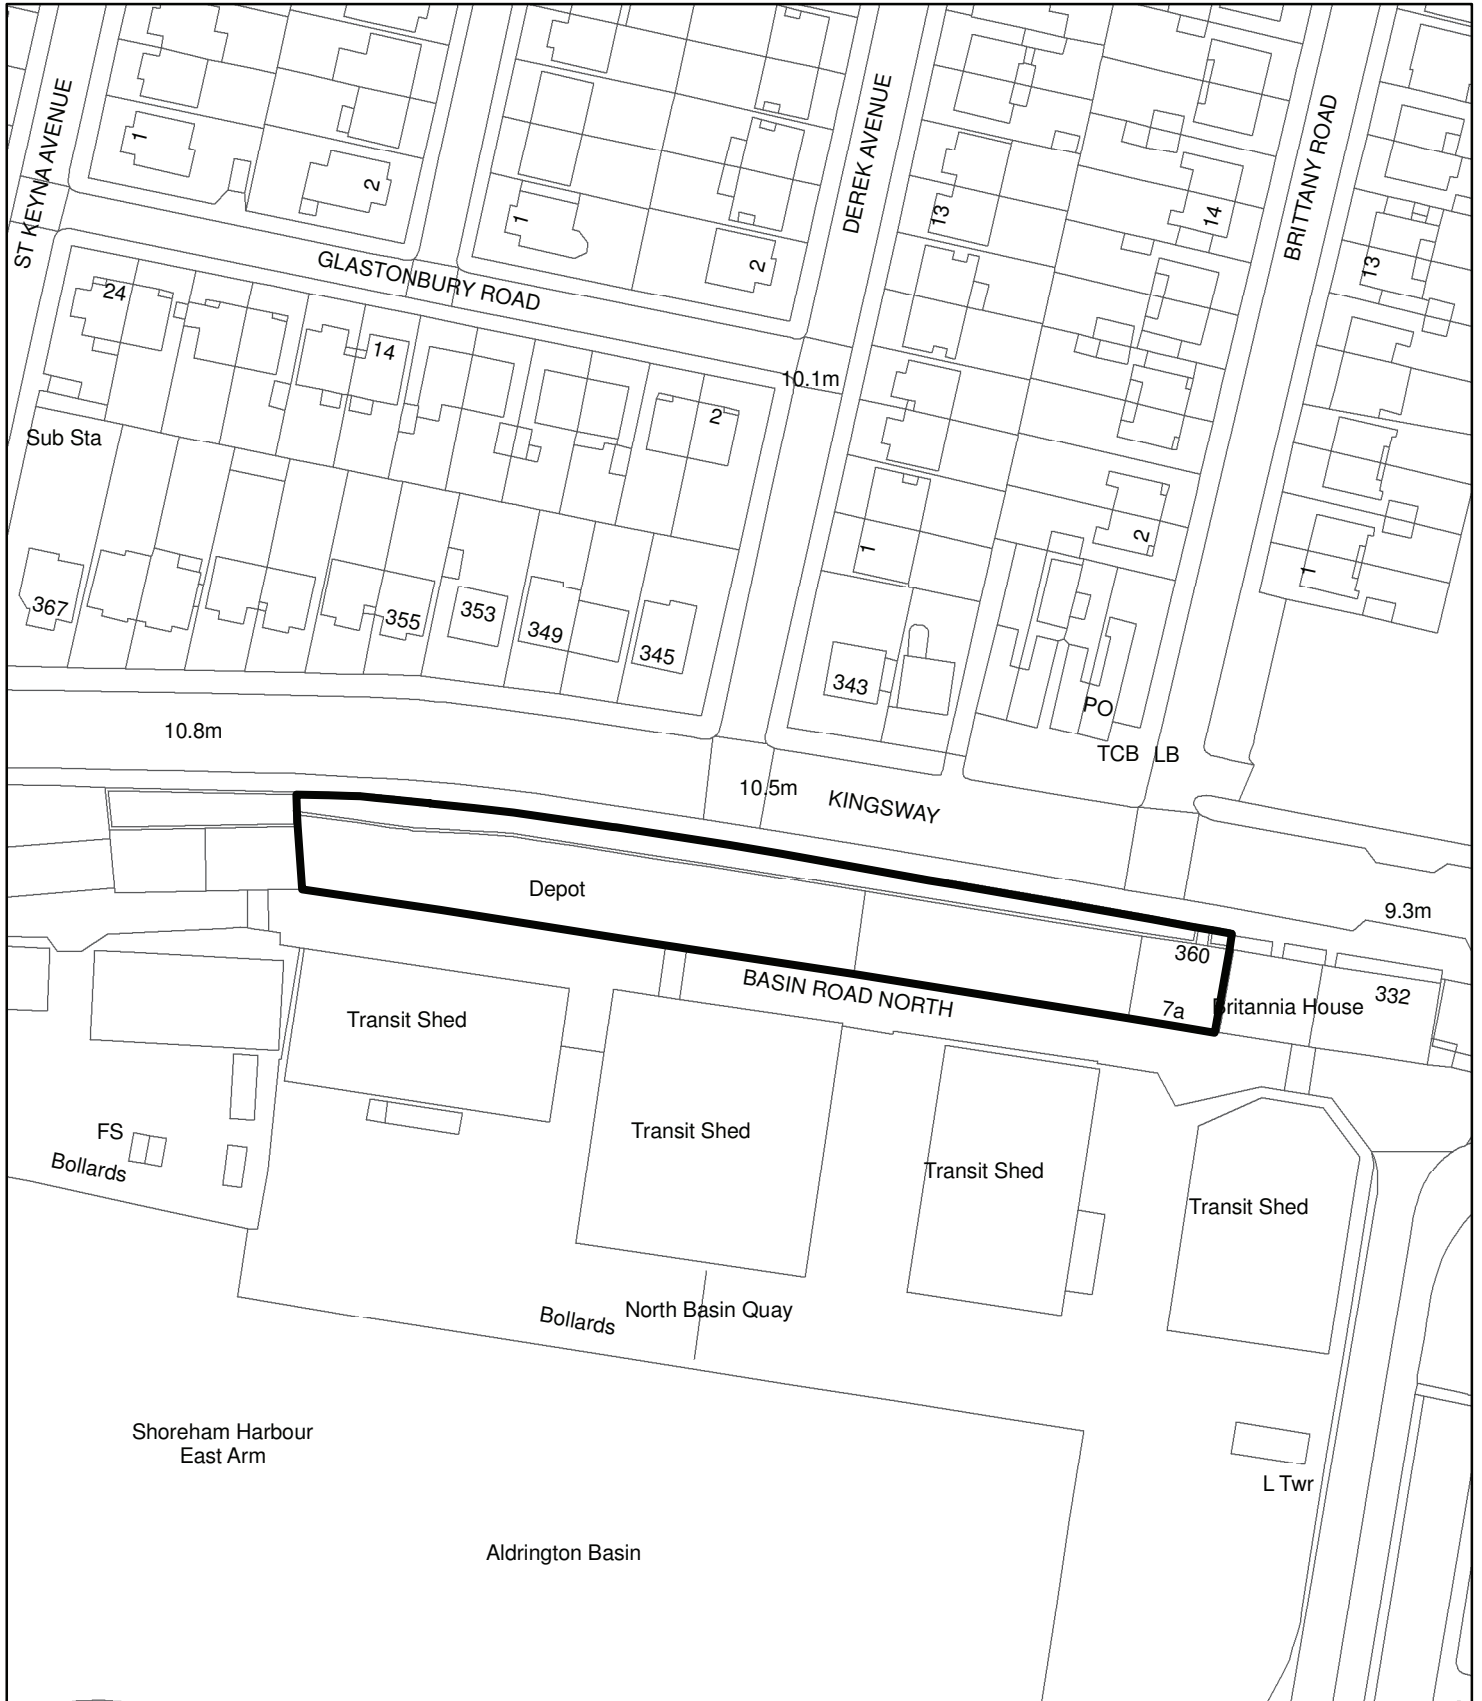 ST KEYNA AVENUE
1
2
1
2
DEREK AVENUE
13
14
BRITTANY ROAD
13
GLASTONBURY ROAD
24
14
2
10.1m
Sub Sta
1
2
1
367
355
353
349
345
343
PO
TCB LB
10.8m
10.5m
KINGSWAY
9.3m
Depot
360
7a
Britannia House
332
BASIN ROAD NORTH
Transit Shed
Transit Shed
Transit Shed
Transit Shed
FS
Bollards
Bollards
North Basin Quay
Shoreham Harbour
East Arm
L Twr
Aldrington Basin